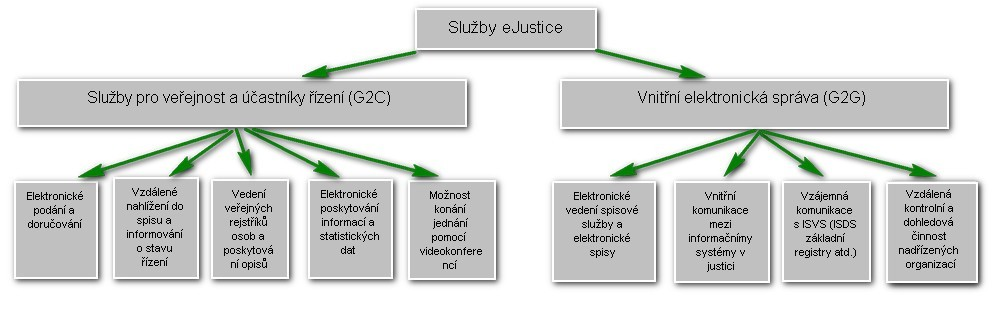 Služby eJustice
Služby pro veřejnost a účastníky řízení (G2C)
Vnitřní elektronická správa (G2G)
Elektronické
podání a
doručování
Vzdálené
nahlížení do
spisu a
informování
o stavu
řízení
Vedení
veřejných
rejstříků
osob a
poskytová
ní opisů
Elektronické
poskytování
informací a
statistických
dat
Možnost
konání
jednání
pomocí
videokonfere
ncí
Elektronické
vedení spisové
služby a
elektronické
spisy
Vnitřní
komunikace
mezi
informačnímy
systémy v
justici
Vzájemná
komunikace
s ISVS (ISDS
základní
registry atd.)
Vzdálená
kontrolní a
dohledová
činnost
nadřízených
organizací